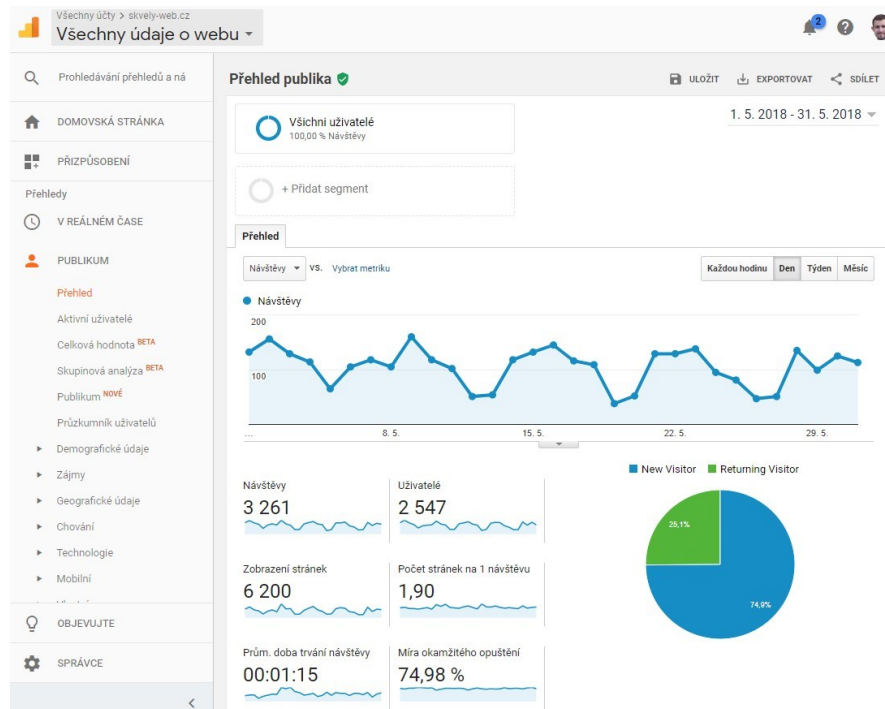 Všechny účty > skvely-web.cz
Všechny údaje o webu
2
Prohledávání přehledů a ná
DOMOVSKÁ STRÁNKA
PŘIZPŮSOBENÍ
Přehledy
V REÁLNÉM ČASE
PUBLIKUM
Přehled
Aktivní uživatelé
Celková hodnota BETA
Skupinová analýza BETA
Publikum NOVÉ
Průzkumník uživatelů
Demografické údaje
Zájmy
Geografické údaje
Chování
Technologie
Mobilní
OBJEVUJTE
SPRÁVCE
Přehled publika
ULOŽIT EXPORTOVAT SDÍLET
Všichni uživatelé
100,00 % Návštěvy
1. 5. 2018 - 31. 5. 2018
+ Přidat segment
Přehled
Návštěvy VS. Vybrat metriku
Každou hodinu Den Týden Měsíc
Návštěvy
200
100
... 8. 5. 15. 5. 22. 5. 29. 5.
Návštěvy
3 261
Uživatelé
2 547
Zobrazení stránek
6 200
Počet stránek na 1 návštěvu
1,90
Prům. doba trvání návštěvy
00:01:15
Míra okamžitého opuštění
74,98 %
New Visitor Returning Visitor
25,1%
74,9%